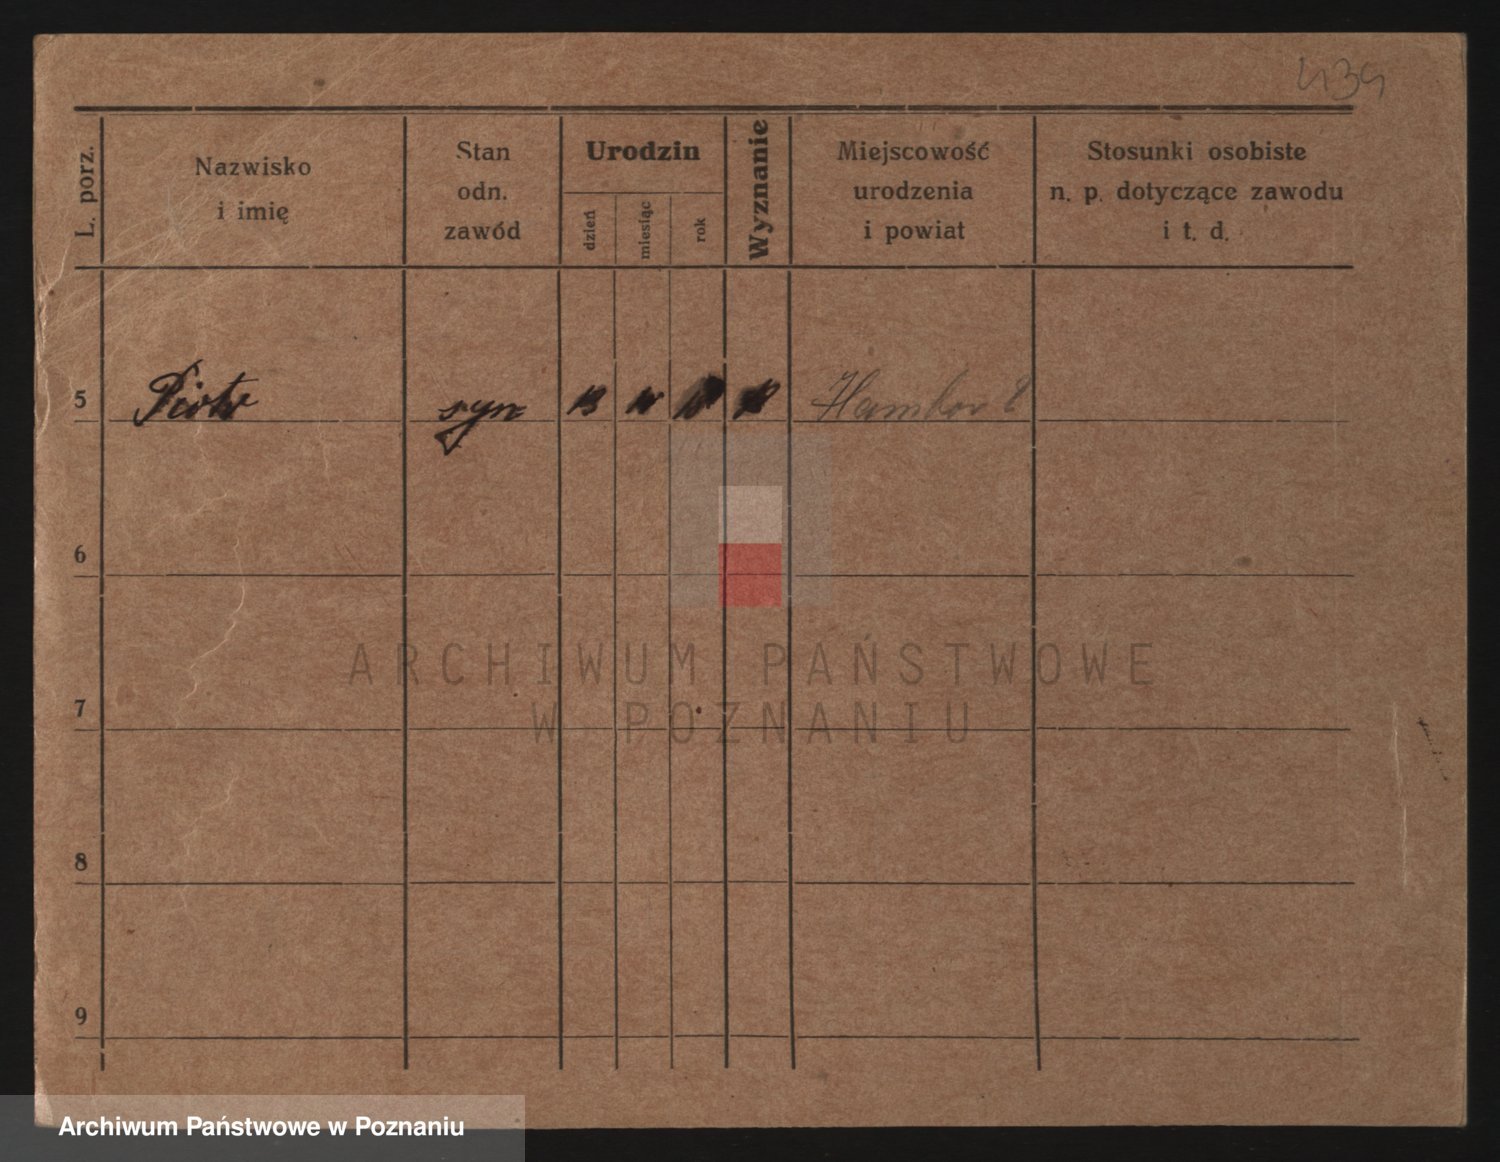 439
L. porz.
Nazwisko
i imię
Stan
odn.
zawód
Urodzin
dzień
miesiąc
rok
Wyznanie
Miejscowość
urodzenia
i powiat
Stosunki osobiste
n. p. dotyczące zawodu
i t. d.
5 Piotr syn
6
7
8
9
ARCHIWUM PAŃSTWOWE
W POZNANIU
Archiwum Państwowe w Poznaniu